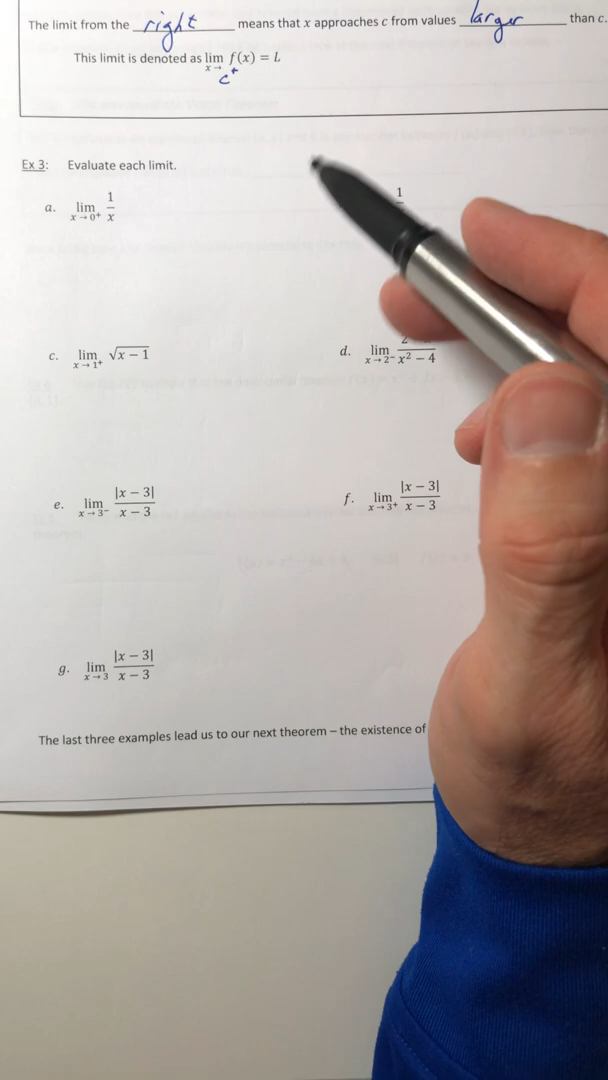 The limit from the right means that x approaches c from values larger than c.
This limit is denoted as lim x→ c⁺ f(x) = L
Ex 3: Evaluate each limit.
a. lim x→0⁺ 1/x
1
c. lim x→1⁺ √(x − 1)
d. lim x→2⁻ x² − 4
e. lim x→3⁻ |x − 3|/(x − 3)
f. lim x→3⁺ |x − 3|/(x − 3)
g. lim x→3 |x − 3|/(x − 3)
The last three examples lead us to our next theorem – the existence of